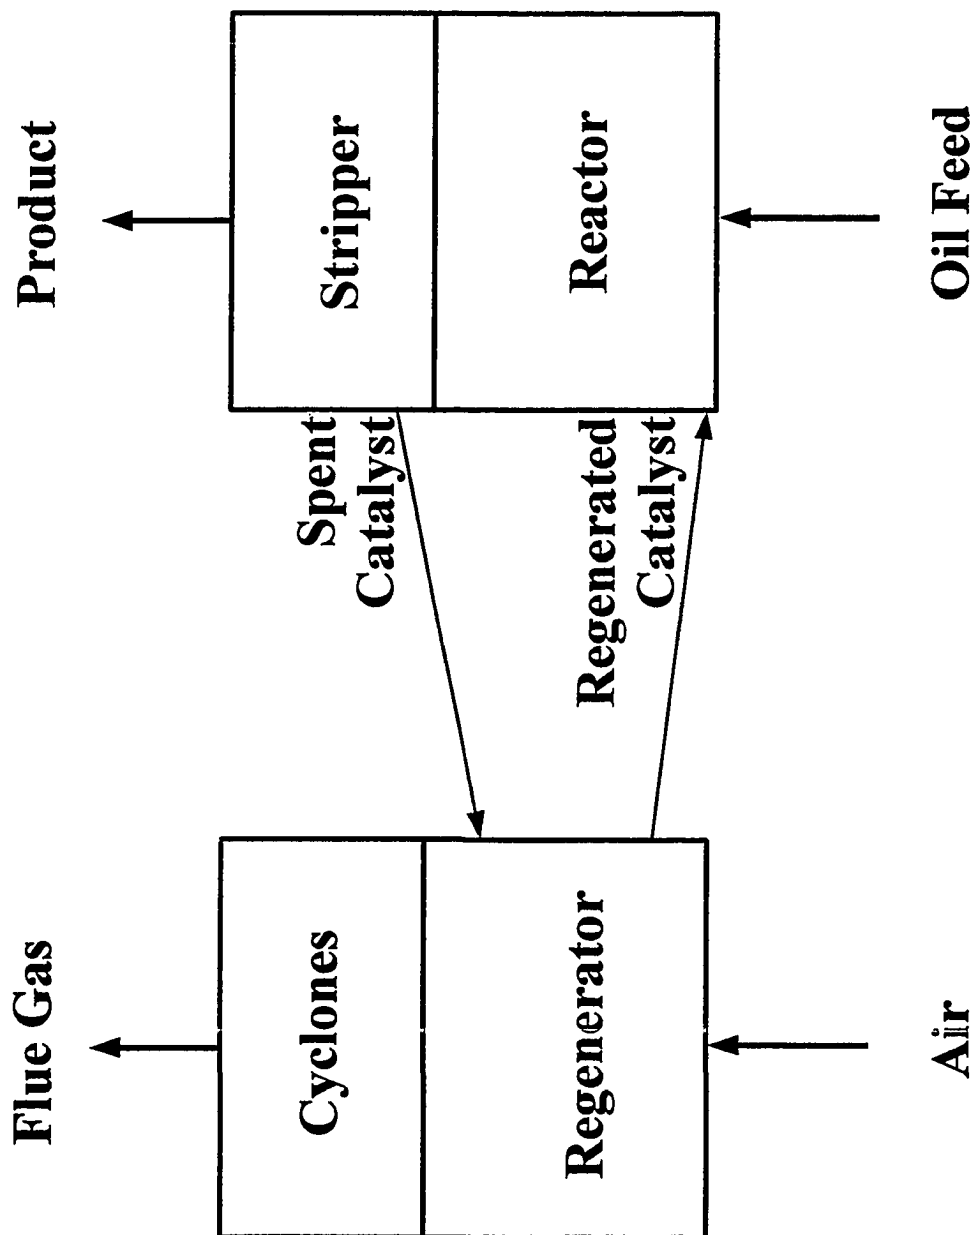 Flue Gas
Product
Cyclones
Spent
Catalyst
Stripper
Regenerator
Regenerated
Catalyst
Reactor
Air
Oil Feed